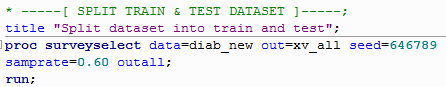 * -----[ SPLIT TRAIN & TEST DATASET ]-----;
title "Split dataset into train and test";
proc surveyselect data=diab_new out=xv_all seed=646789
samprate=0.60 outall;
run;